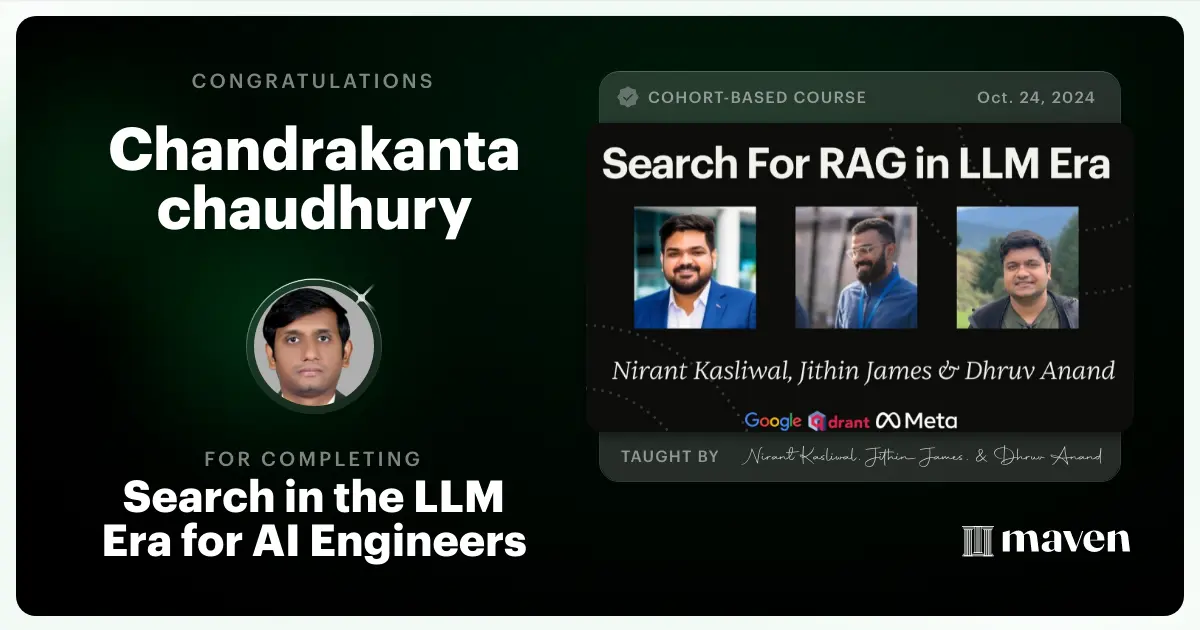 CONGRATULATIONS
Chandrakanta
chaudhury
FOR COMPLETING
Search in the LLM
Era for AI Engineers
COHORT-BASED COURSE
Oct. 24, 2024
Search For RAG in LLM Era
Nirant Kasliwal, Jithin James & Dhruv Anand
Google drant Meta
TAUGHT BY Nirant Kasliwal, Jithin James, & Dhruv Anand
maven